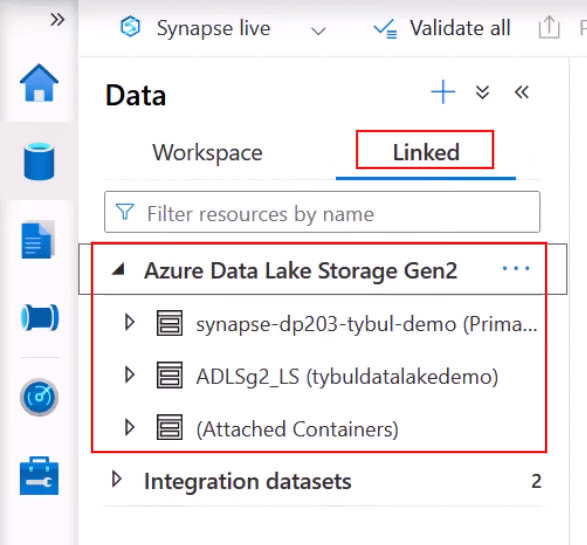 Synapse live
Validate all
Data
Workspace
Linked
Filter resources by name
Azure Data Lake Storage Gen2
synapse-dp203-tybul-demo (Prima...
ADLSg2_LS (tybuldatalakedemo)
(Attached Containers)
Integration datasets 2